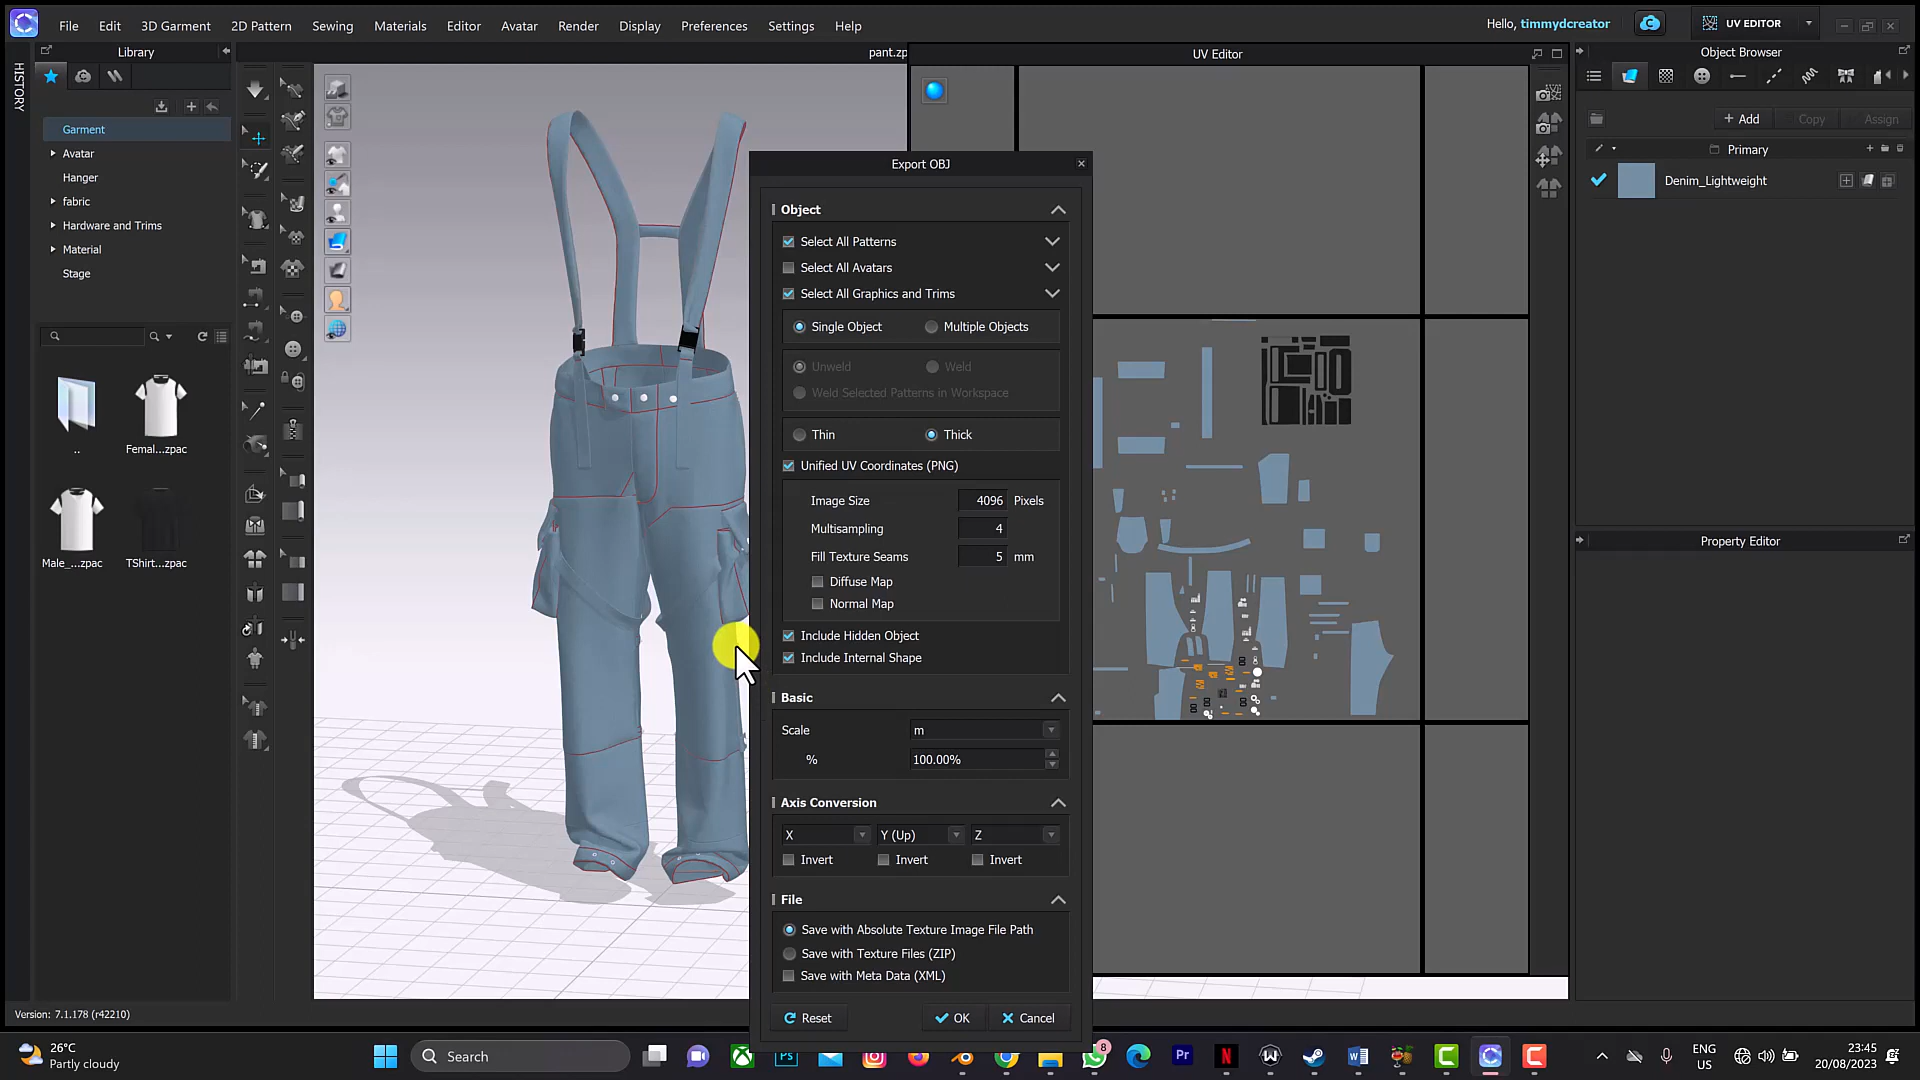 File Edit 3D Garment 2D Pattern Sewing Materials Editor Avatar Render Display Preferences Settings Help
Hello, timmydcreator
UV EDITOR
HISTORY
Library
pant.zp
UV Editor
Object Browser
Garment
Avatar
Hanger
fabric
Hardware and Trims
Material
Stage
..
Femal...zpac
Male_...zpac
TShirt...zpac
Export OBJ
Object
Select All Patterns
Select All Avatars
Select All Graphics and Trims
Single Object Multiple Objects
Unweld Weld
Weld Selected Patterns in Workspace
Thin Thick
Unified UV Coordinates (PNG)
Image Size 4096 Pixels
Multisampling 4
Fill Texture Seams 5 mm
Diffuse Map
Normal Map
Include Hidden Object
Include Internal Shape
Basic
Scale m
% 100.00%
Axis Conversion
X Y (Up) Z
Invert Invert Invert
File
Save with Absolute Texture Image File Path
Save with Texture Files (ZIP)
Save with Meta Data (XML)
Reset OK Cancel
+ Add Copy Assign
Primary
Denim_Lightweight
Property Editor
Version: 7.1.178 (r42210)
26°C
Partly cloudy
Search
Ps
8
Pr
N
W
C
C
ENG
US
23:45
20/08/2023